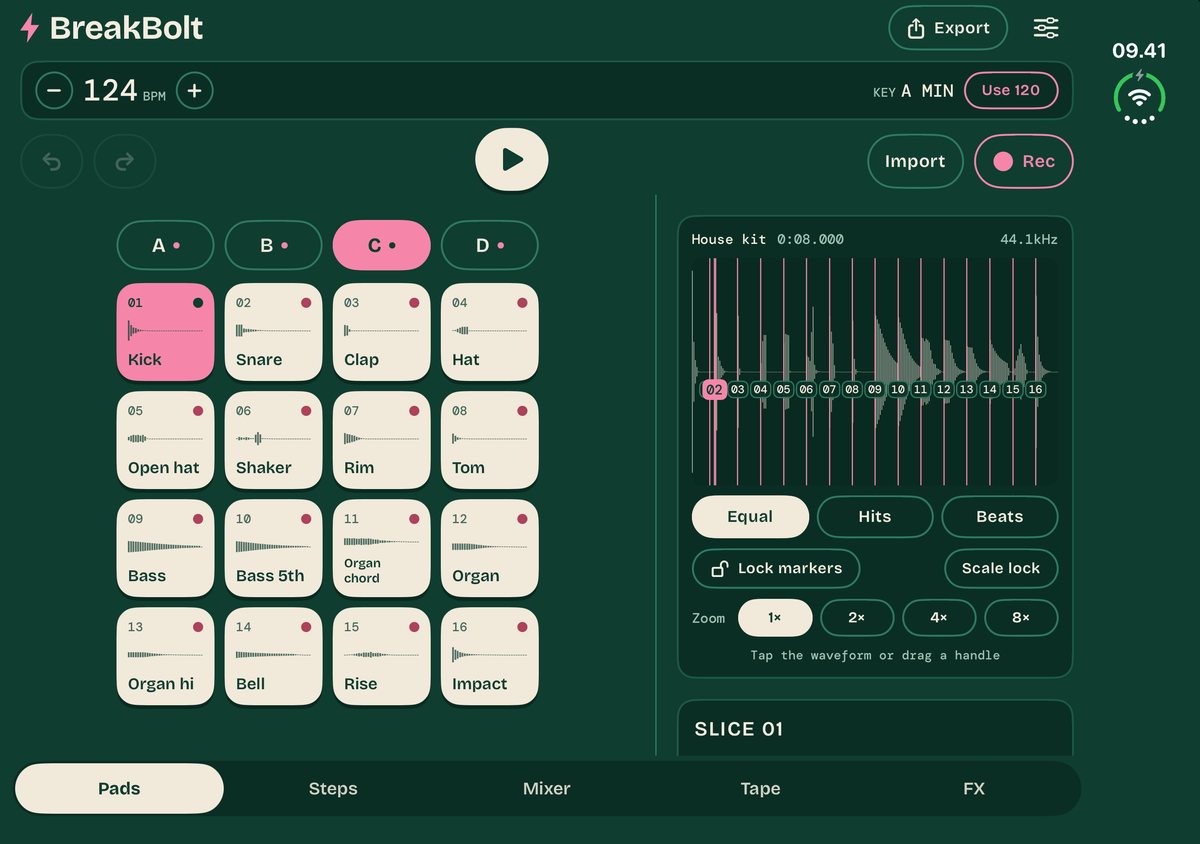 BreakBolt
Export
09.41
− 124 BPM +
KEY A MIN
Use 120
Import
Rec
A • B • C • D •
House kit 0:08.000 44.1kHz
01 02 03 04
Kick Snare Clap Hat
05 06 07 08
Open hat Shaker Rim Tom
09 10 11 12
Bass Bass 5th Organ chord Organ
13 14 15 16
Organ hi Bell Rise Impact
02 03 04 05 06 07 08 09 10 11 12 13 14 15 16
Equal Hits Beats
Lock markers Scale lock
Zoom 1× 2× 4× 8×
Tap the waveform or drag a handle
SLICE 01
Pads Steps Mixer Tape FX